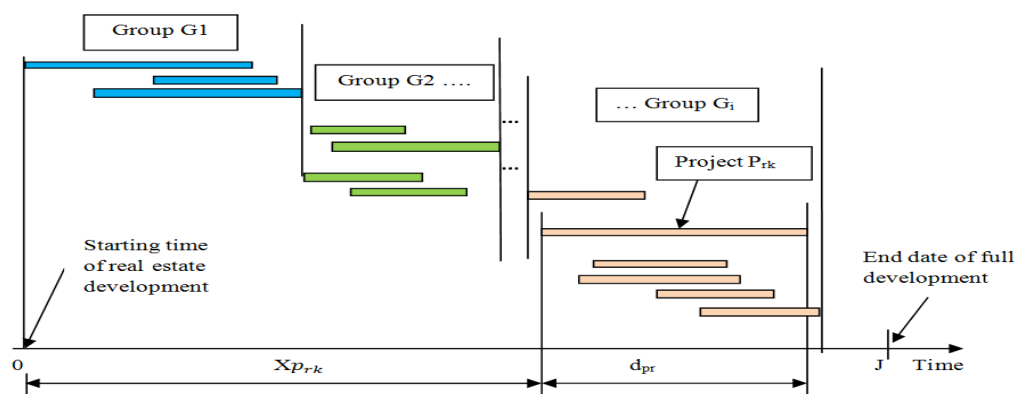 Group G1
Group G2 ….
...
… Group Gi
...
Project Prk
Starting time
of real estate
development
End date of full
development
0
Xprk
dpr
J
Time